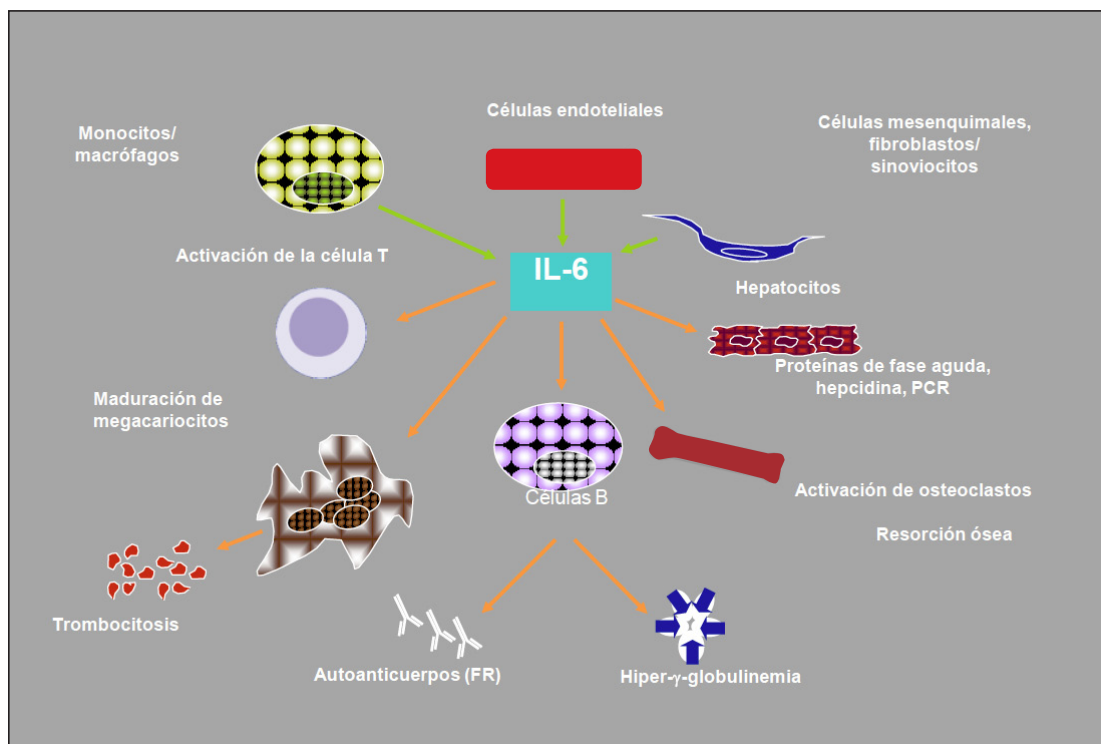 Células endoteliales
Monocitos/
macrófagos
Células mesenquimales,
fibroblastos/
sinoviocitos
Activación de la célula T
IL-6
Hepatocitos
Proteínas de fase aguda,
hepcidina, PCR
Maduración de
megacariocitos
Células B
Activación de osteoclastos
Resorción ósea
Trombocitosis
Autoanticuerpos (FR)
Hiper-γ-globulinemia